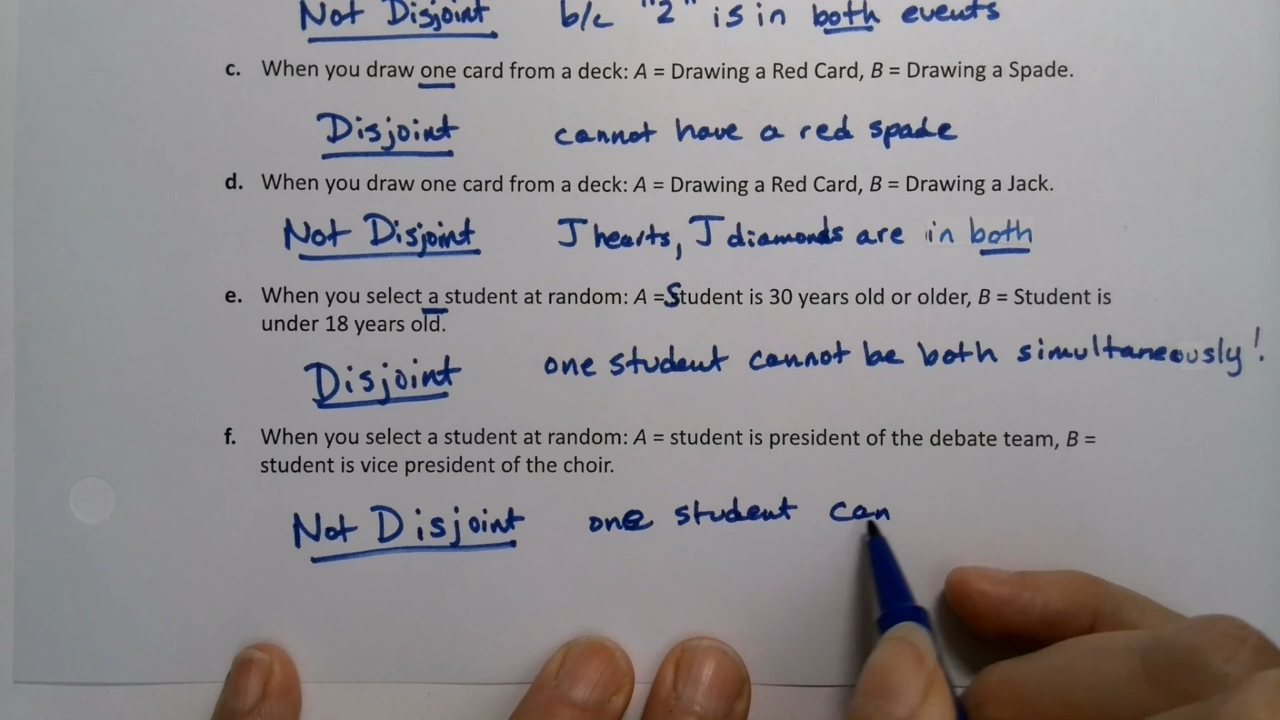 Not Disjoint b/c "2" is in both events
c. When you draw one card from a deck: A = Drawing a Red Card, B = Drawing a Spade.
Disjoint cannot have a red spade
d. When you draw one card from a deck: A = Drawing a Red Card, B = Drawing a Jack.
Not Disjoint J hearts, J diamonds are in both
e. When you select a student at random: A =Student is 30 years old or older, B = Student is
under 18 years old.
Disjoint one student cannot be both simultaneously!
f. When you select a student at random: A = student is president of the debate team, B =
student is vice president of the choir.
Not Disjoint one student can